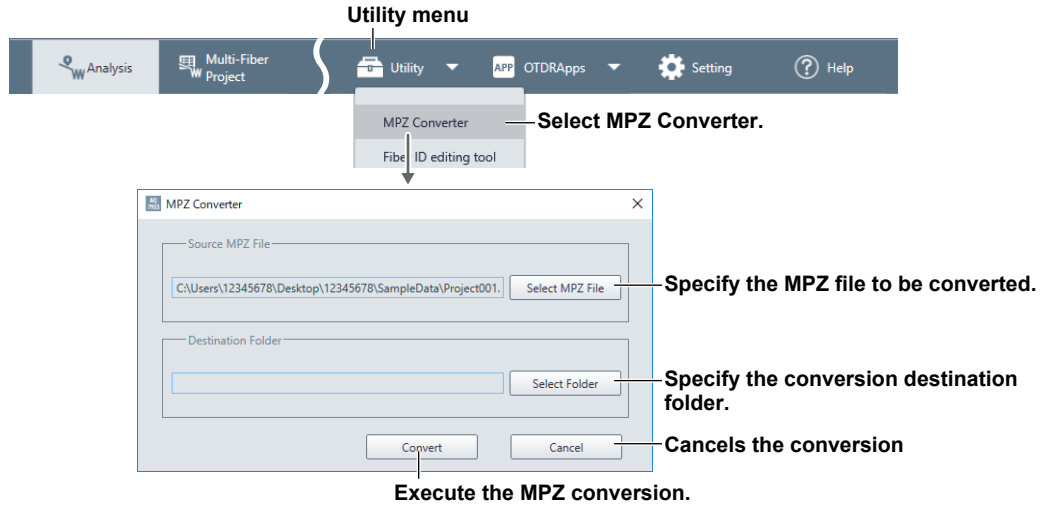 Utility menu
Analysis
Multi-Fiber
Project
Utility
APP OTDRApps
Setting
? Help
MPZ Converter
Select MPZ Converter.
Fiber ID editing tool
MPZ Converter
Source MPZ File
C:\Users\12345678\Desktop\12345678\SampleData\Project001.
Select MPZ File
Specify the MPZ file to be converted.
Destination Folder
Select Folder
Specify the conversion destination
folder.
Convert
Cancel
Cancels the conversion
Execute the MPZ conversion.